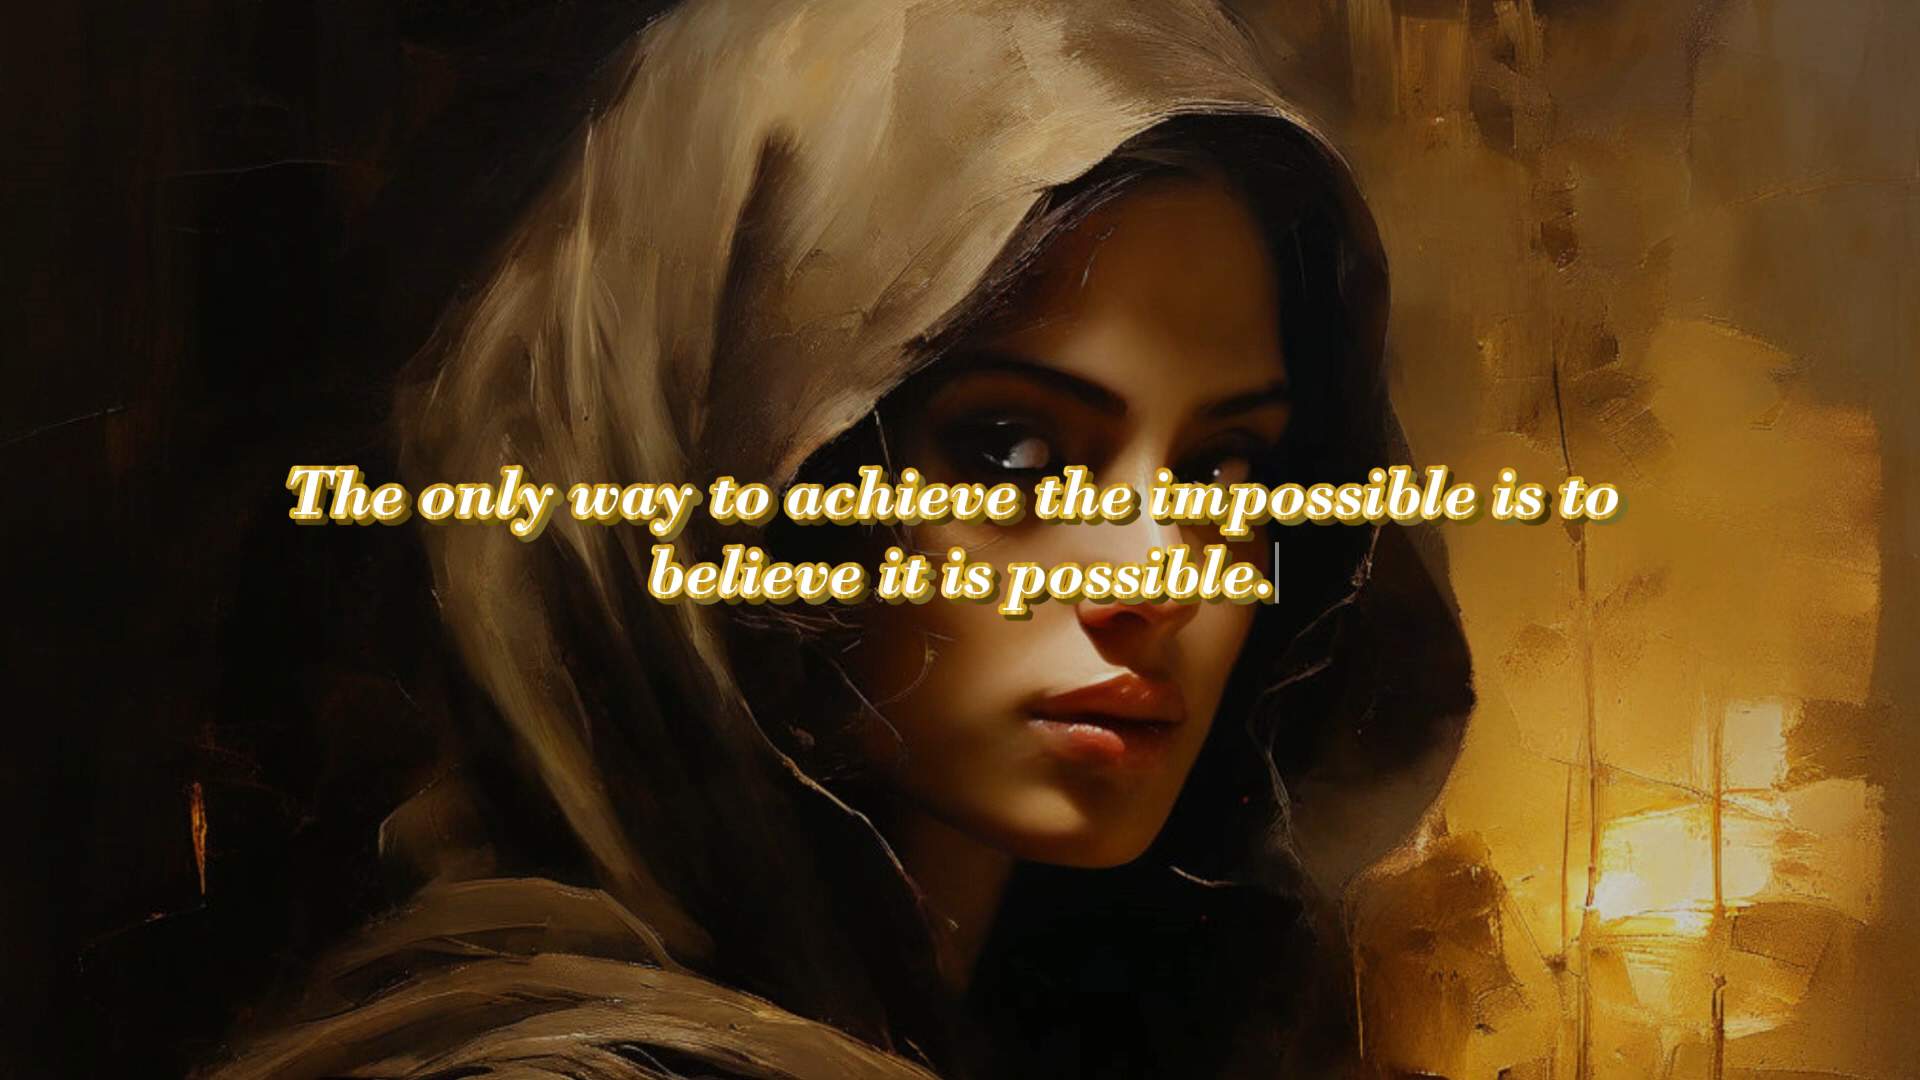 The only way to achieve the impossible is to
believe it is possible.